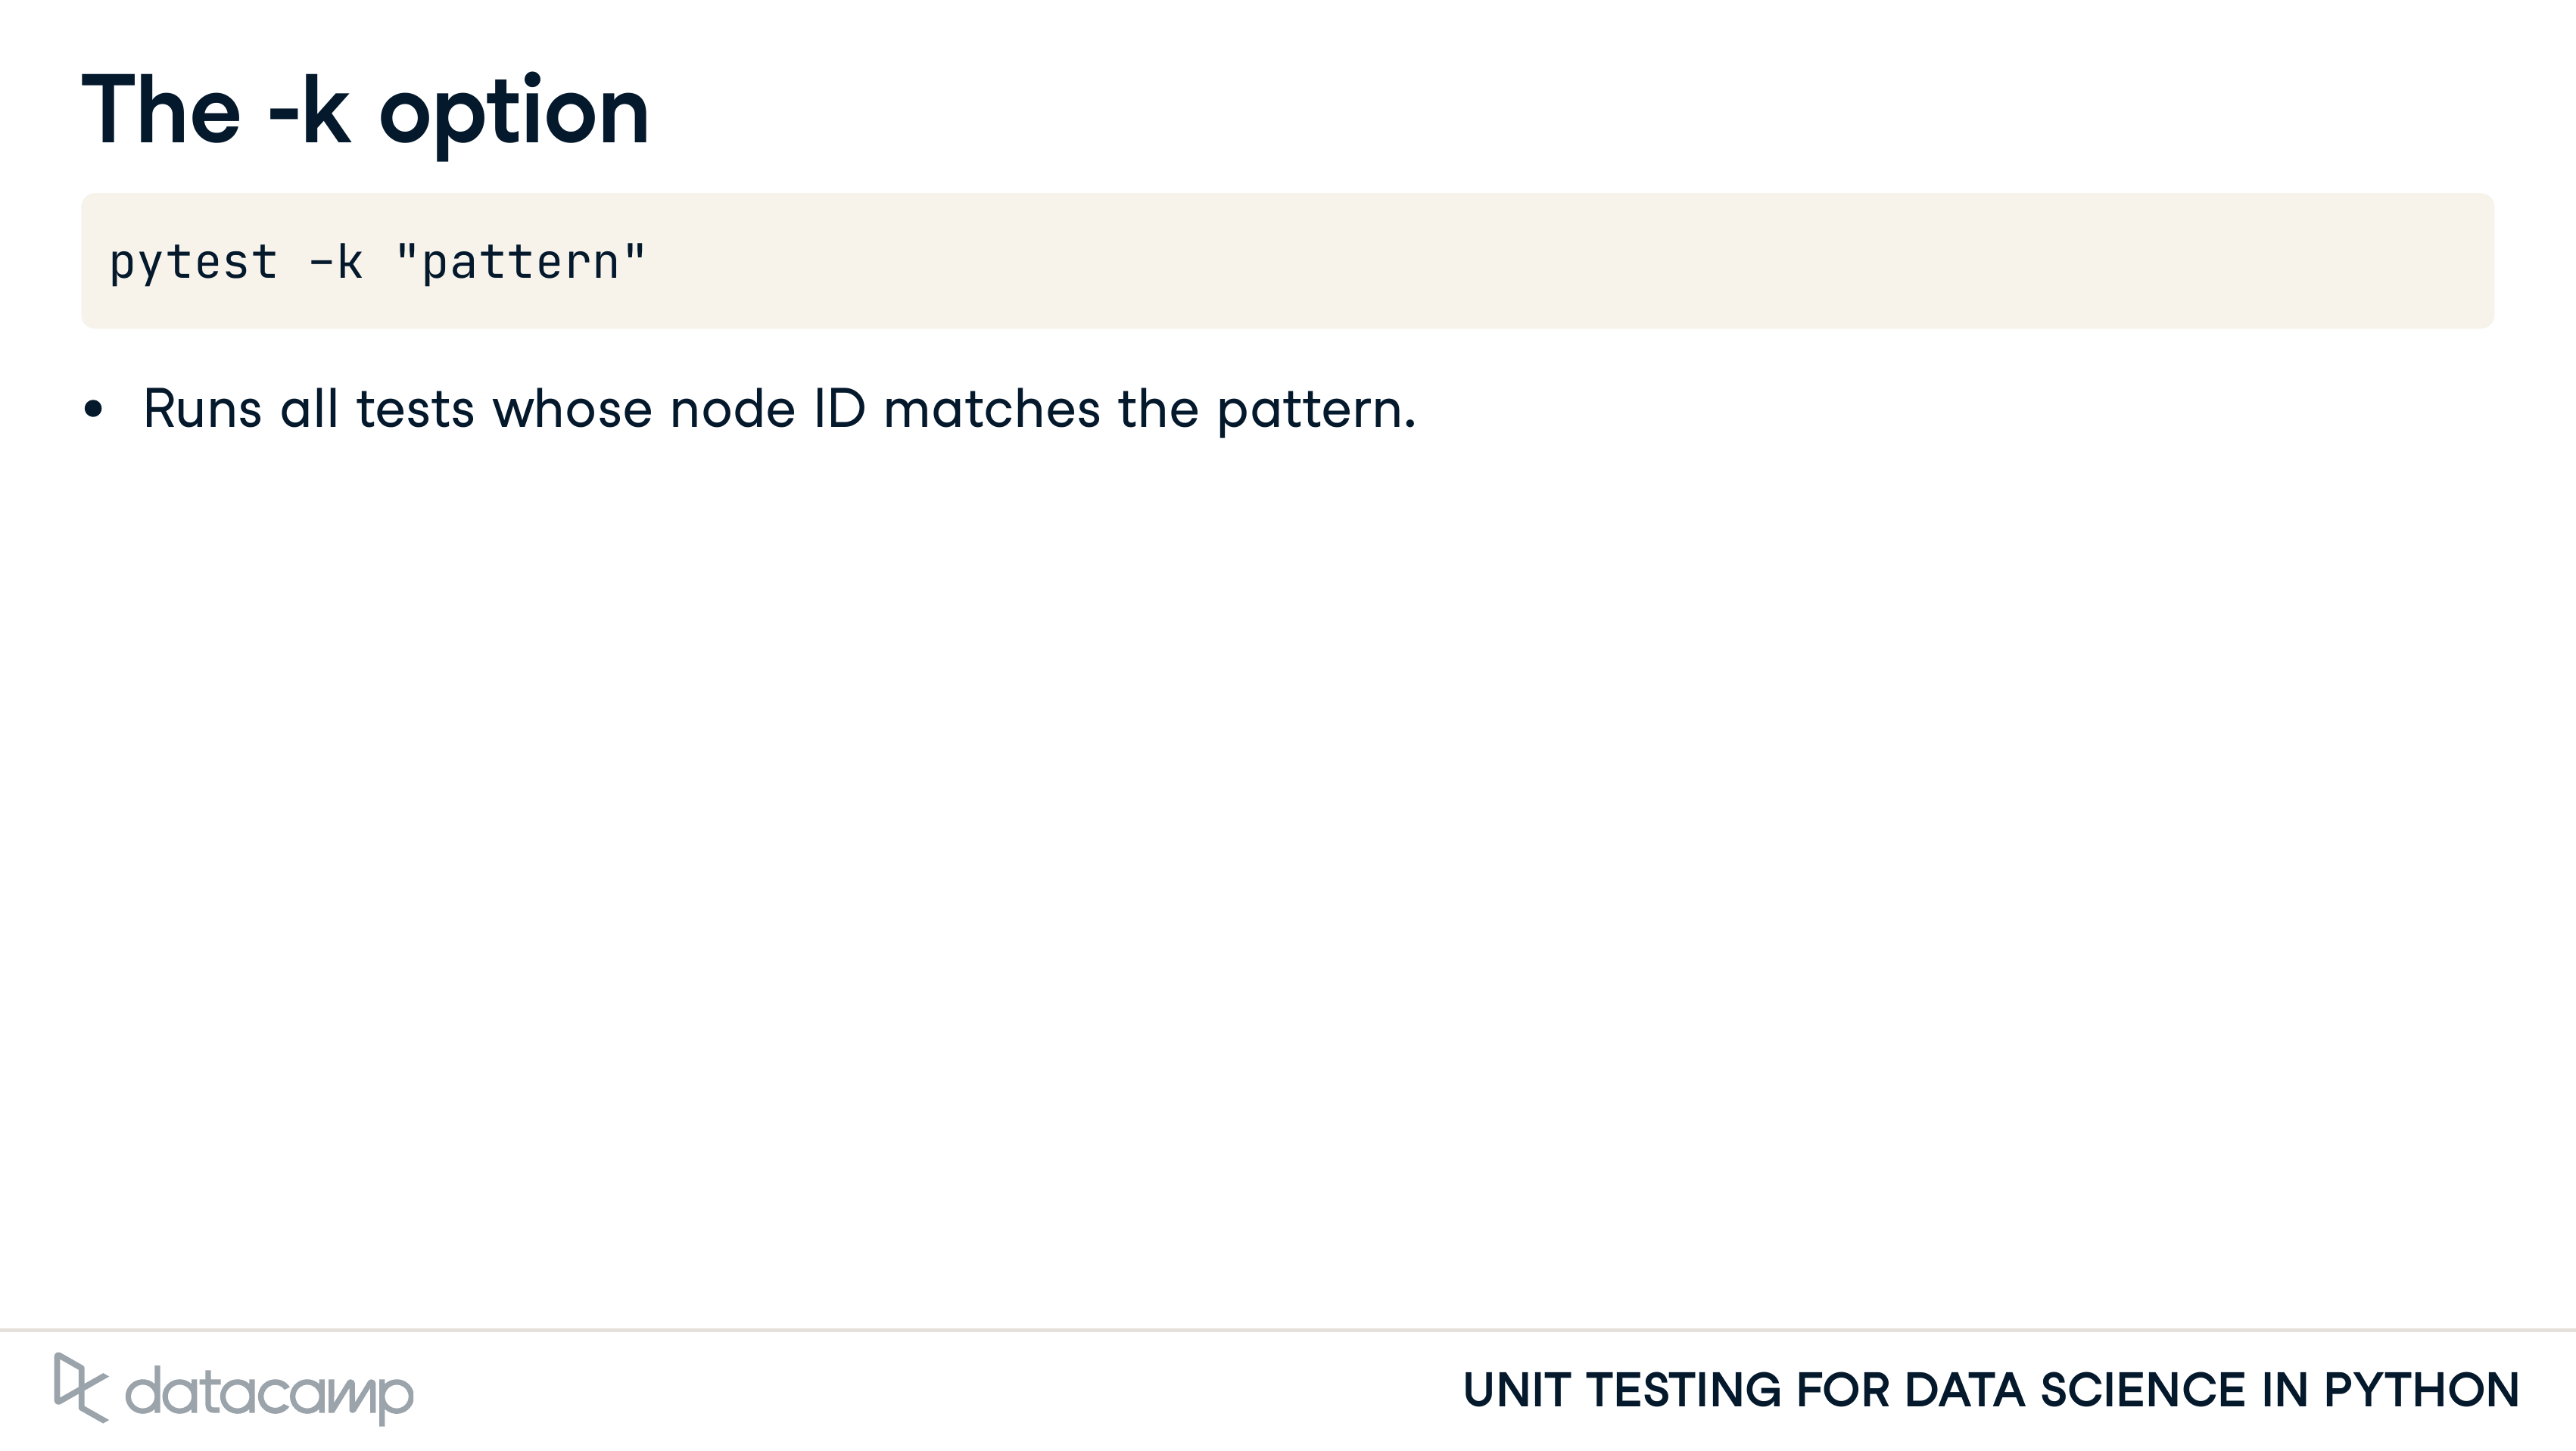 The -k option
pytest -k "pattern"
• Runs all tests whose node ID matches the pattern.
datacamp
UNIT TESTING FOR DATA SCIENCE IN PYTHON